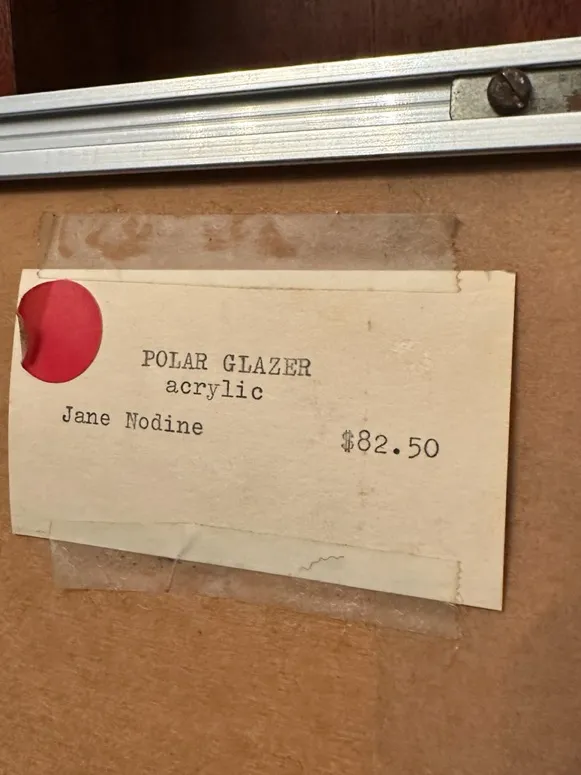 POLAR GLAZER
acrylic
Jane Nodine
$82.50